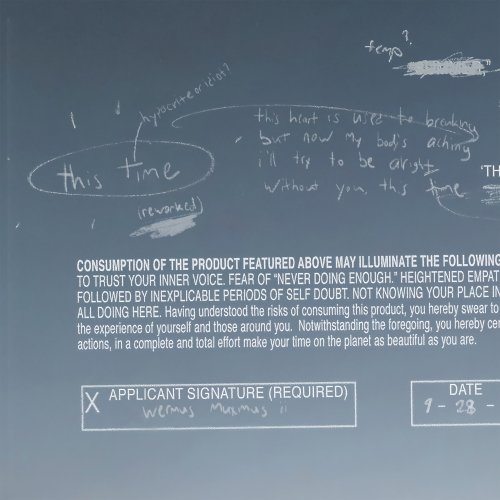 temp?
hypocrite or idiot?
this heart is used to breaking
but now my body's aching
i'll try to be alright
without you, this time
this time
(reworked)
'TH
CONSUMPTION OF THE PRODUCT FEATURED ABOVE MAY ILLUMINATE THE FOLLOWING
TO TRUST YOUR INNER VOICE. FEAR OF "NEVER DOING ENOUGH." HEIGHTENED EMPAT
FOLLOWED BY INEXPLICABLE PERIODS OF SELF DOUBT. NOT KNOWING YOUR PLACE IN
ALL DOING HERE. Having understood the risks of consuming this product, you hereby swear to
the experience of yourself and those around you. Notwithstanding the foregoing, you hereby cer
actions, in a complete and total effort make your time on the planet as beautiful as you are.
X APPLICANT SIGNATURE (REQUIRED)
DATE
9-28-